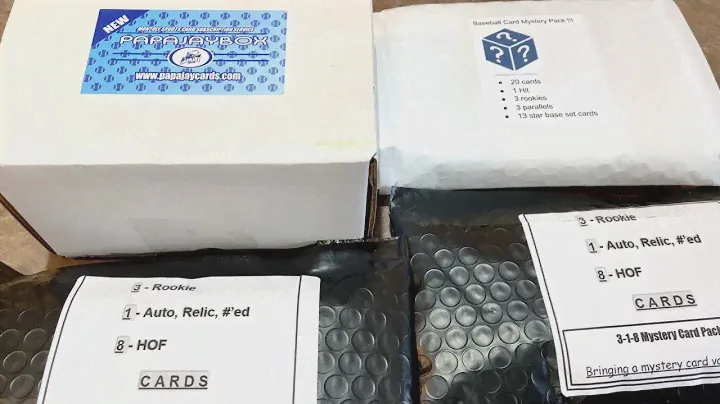 NEW
MONTHLY SPORTS CARD SUBSCRIPTION SERVICE
PAPAJAYBOX
www.papajaycards.com
Baseball Card Mystery Pack !!!
? ? ?
• 20 cards
• 1 Hit
• 3 rookies
• 3 parallels
• 13 star base set cards
3 - Rookie
1 - Auto, Relic, #'ed
8 - HOF
CARDS
3 - Rookie
1 - Auto, Relic, #'ed
8 - HOF
CARDS
3-1-8 Mystery Card Pack
Bringing a mystery card